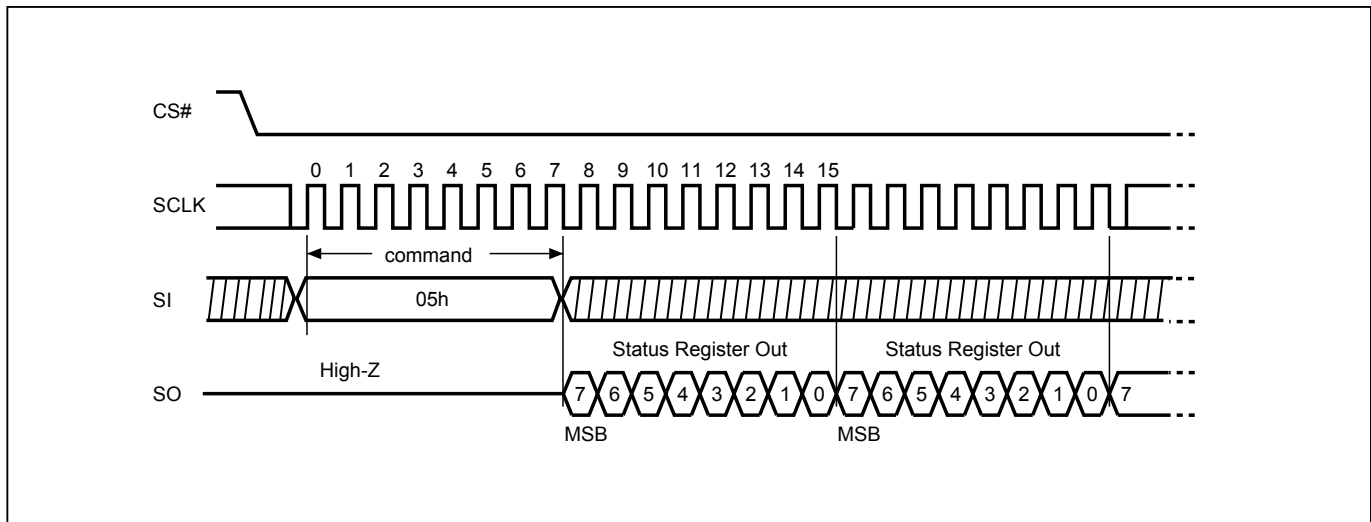 CS#
0 1 2 3 4 5 6 7 8 9 10 11 12 13 14 15
SCLK
command
SI
05h
Status Register Out Status Register Out
High-Z
SO
7 6 5 4 3 2 1 0 7 6 5 4 3 2 1 0 7
MSB MSB